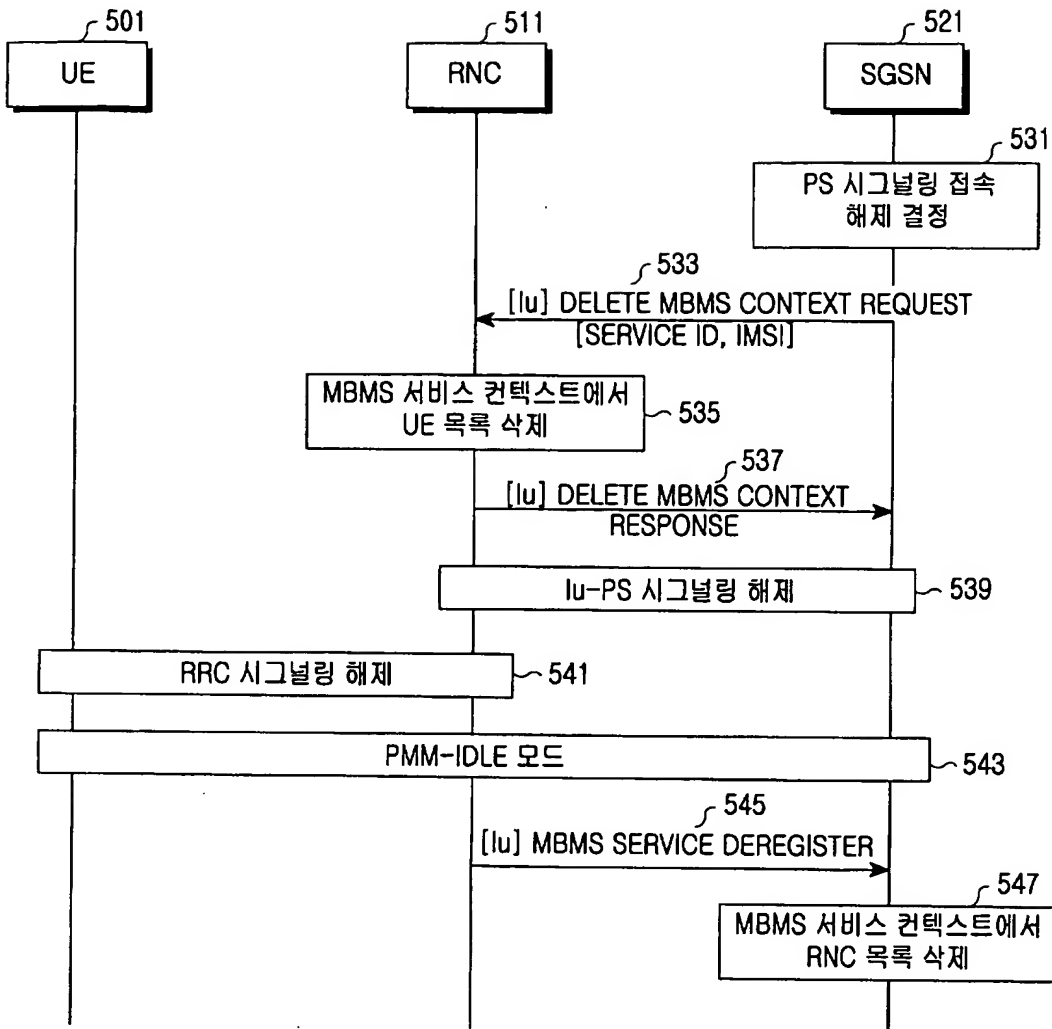 501
511
521
UE
RNC
SGSN
531
PS 시그널링 접속
해제 결정
533
[Iu] DELETE MBMS CONTEXT REQUEST
[SERVICE ID, IMSI]
MBMS 서비스 컨텍스트에서
UE 목록 삭제
535
537
[Iu] DELETE MBMS CONTEXT
RESPONSE
Iu-PS 시그널링 해제
539
RRC 시그널링 해제
541
PMM-IDLE 모드
543
545
[Iu] MBMS SERVICE DEREGISTER
547
MBMS 서비스 컨텍스트에서
RNC 목록 삭제